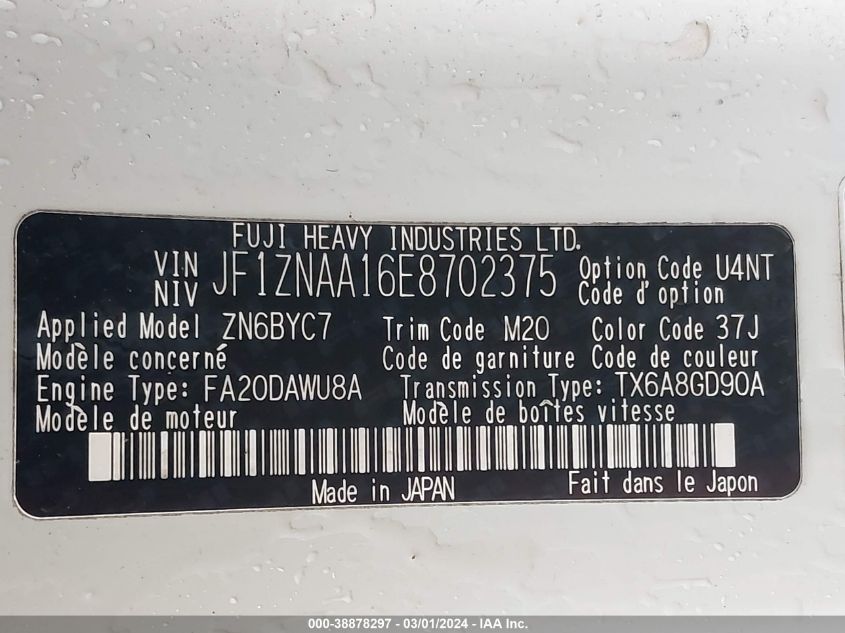 FUJI HEAVY INDUSTRIES LTD.
VIN JF1ZNAA16E8702375 Option Code U4NT
NIV Code d'option
Applied Model ZN6BYC7 Trim Code M20 Color Code 37J
Modèle concerné Code de garniture Code de couleur
Engine Type: FA20DAWU8A Transmission Type: TX6A8GD90A
Modèle de moteur Modèle de boîtes vitesse
Made in JAPAN Fait dans le Japon
000-38878297 - 03/01/2024 - IAA Inc.